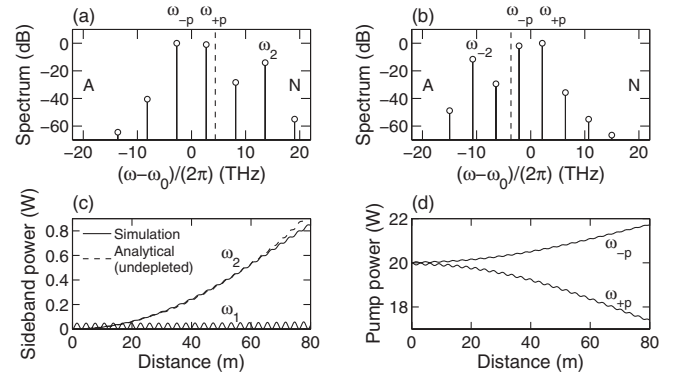 (a) ω₋ₚ ω₊ₚ
Spectrum (dB)
0
−20
−40
−60
A
ω₂
N
−20 −10 0 10 20
(ω−ω₀)/(2π) (THz)
(b) ω₋ₚ ω₊ₚ
Spectrum (dB)
0
−20
−40
−60
A
ω₋₂
N
−20 −10 0 10 20
(ω−ω₀)/(2π) (THz)
(c)
Sideband power (W)
0.8
0.6
0.4
0.2
0
Simulation
Analytical
(undepleted)
ω₂
ω₁
0 20 40 60 80
Distance (m)
(d)
Pump power (W)
22
20
18
ω₋ₚ
ω₊ₚ
0 20 40 60 80
Distance (m)